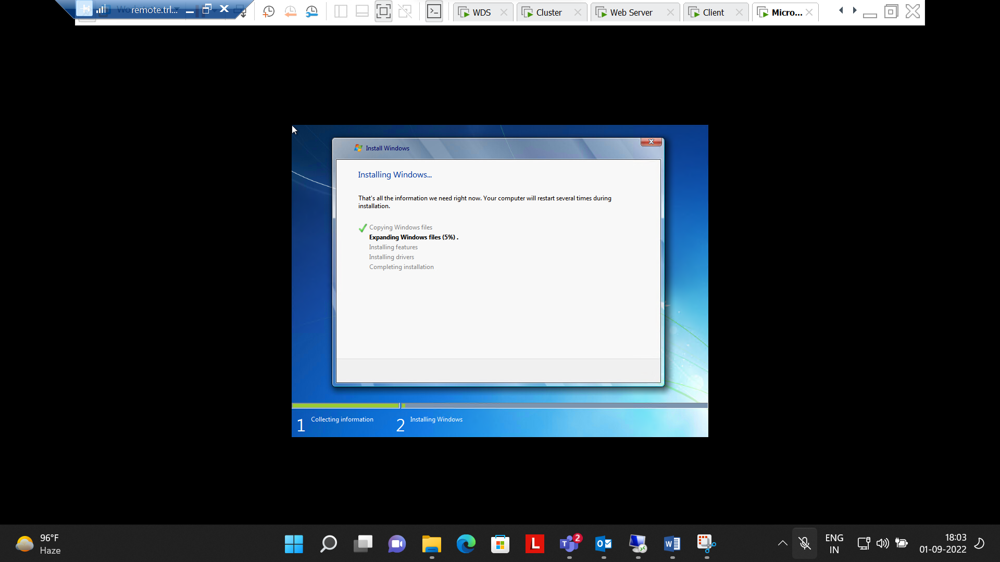 remote.trl...
WDS
Cluster
Web Server
Client
Micro...
Install Windows
Installing Windows...
That's all the information we need right now. Your computer will restart several times during
installation.
Copying Windows files
Expanding Windows files (5%) .
Installing features
Installing drivers
Completing installation
1 Collecting information
2 Installing Windows
96°F
Haze
L
T
2
O
W
ENG
IN
18:03
01-09-2022